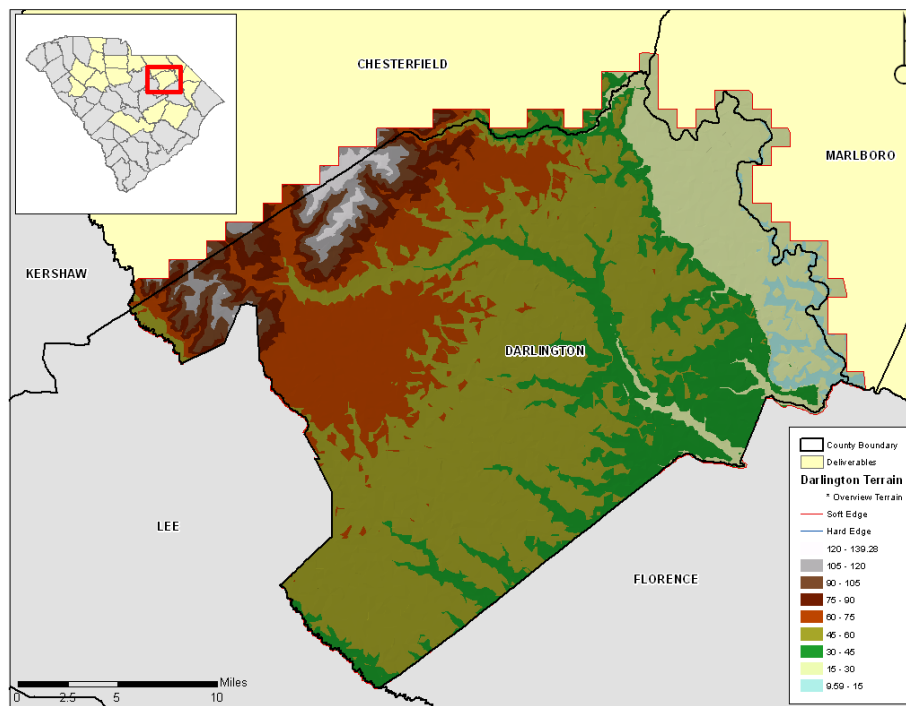 CHESTERFIELD
MARLBORO
KERSHAW
DARLINGTON
LEE
FLORENCE
County Boundary
Deliverables
Darlington Terrain
* Overview Terrain
Soft Edge
Hard Edge
120 - 139.28
105 - 120
90 - 105
75 - 90
60 - 75
45 - 60
30 - 45
15 - 30
9.59 - 15
Miles
0 2.5 5 10